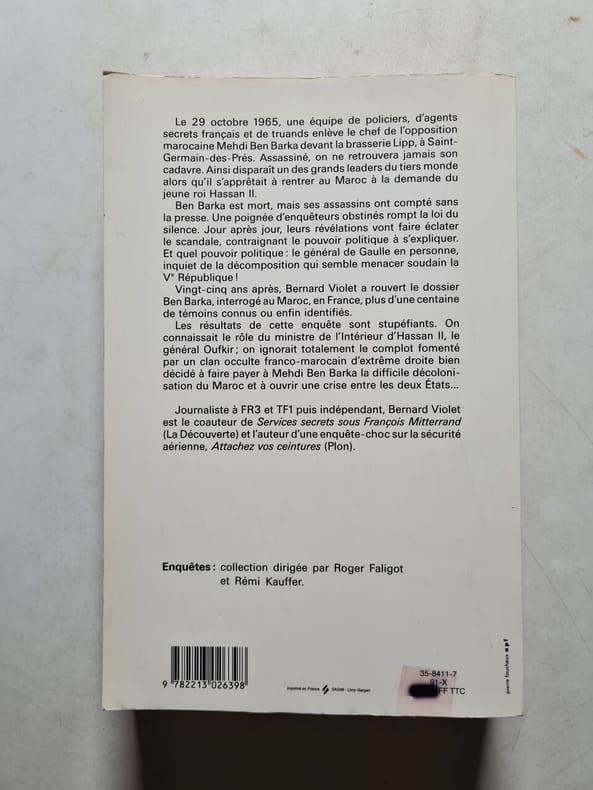 Le 29 octobre 1965, une équipe de policiers, d'agents
secrets français et de truands enlève le chef de l'opposition
marocaine Mehdi Ben Barka devant la brasserie Lipp, à Saint-
Germain-des-Prés. Assassiné, on ne retrouvera jamais son
cadavre. Ainsi disparaît un des grands leaders du tiers monde
alors qu'il s'apprêtait à rentrer au Maroc à la demande du
jeune roi Hassan II.
Ben Barka est mort, mais ses assassins ont compté sans
la presse. Une poignée d'enquêteurs obstinés rompt la loi du
silence. Jour après jour, leurs révélations vont faire éclater
le scandale, contraignant le pouvoir politique à s'expliquer.
Et quel pouvoir politique : le général de Gaulle en personne,
inquiet de la décomposition qui semble menacer soudain la
Ve République !
Vingt-cinq ans après, Bernard Violet a rouvert le dossier
Ben Barka, interrogé au Maroc, en France, plus d'une centaine
de témoins connus ou enfin identifiés.
Les résultats de cette enquête sont stupéfiants. On
connaissait le rôle du ministre de l'Intérieur d'Hassan II, le
général Oufkir ; on ignorait totalement le complot fomenté
par un clan occulte franco-marocain d'extrême droite bien
décidé à faire payer à Mehdi Ben Barka la difficile décoloni-
sation du Maroc et à ouvrir une crise entre les deux États...
Journaliste à FR3 et TF1 puis indépendant, Bernard Violet
est le coauteur de Services secrets sous François Mitterrand
(La Découverte) et l'auteur d'une enquête-choc sur la sécurité
aérienne, Attachez vos ceintures (Plon).
Enquêtes : collection dirigée par Roger Faligot
et Rémi Kauffer.
9 782213 026398
Imprimé en France
35-8411-7
91-X
FF TTC
pierre faucheux